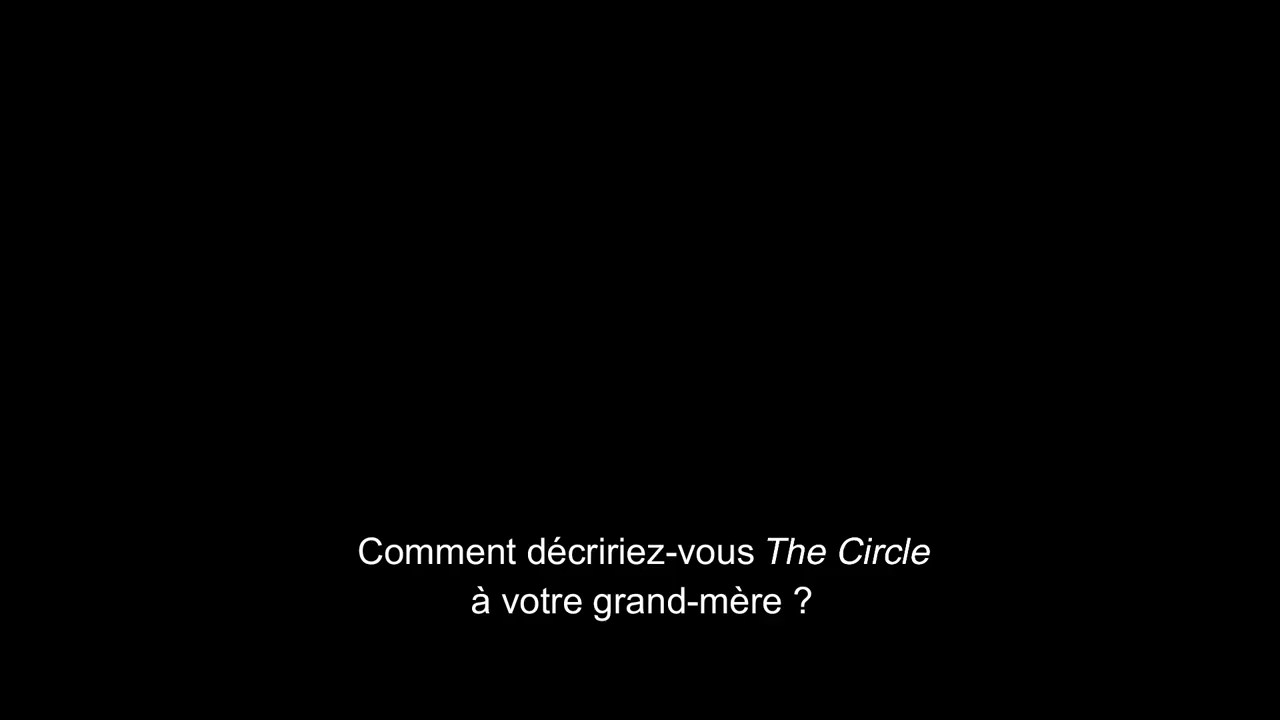 Comment décririez-vous The Circle
à votre grand-mère ?